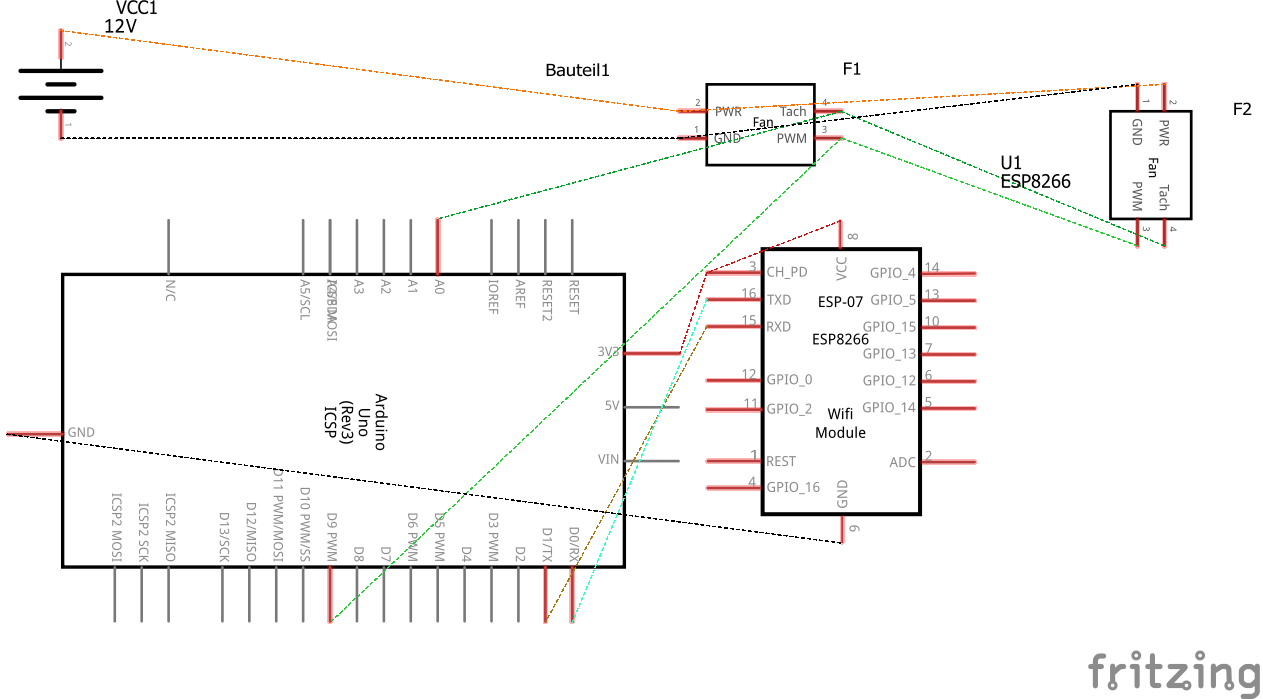 VCC1
12V
2
1
Bauteil1
F1
2
PWR
Tach
4
Fan
1
GND
PWM
3
F2
1
2
GND
PWR
Fan
PWM
Tach
3
4
U1
ESP8266
N/C
A5/SCL
A3
A2
A1
A0
IOREF
AREF
RESET2
RESET
3V3
5V
VIN
GND
Arduino
Uno
(Rev3)
ICSP
ICSP2 MOSI
ICSP2 SCK
ICSP2 MISO
D13/SCK
D12/MISO
D11 PWM/MOSI
D10 PWM/SS
D9 PWM
D8
D7
D6 PWM
D5 PWM
D4
D3 PWM
D2
D1/TX
D0/RX
8
VCC
3
CH_PD
16
TXD
15
RXD
12
GPIO_0
11
GPIO_2
1
REST
4
GPIO_16
ESP-07
ESP8266
Wifi
Module
GPIO_4
14
GPIO_5
13
GPIO_15
10
GPIO_13
7
GPIO_12
6
GPIO_14
5
ADC
2
GND
9
fritzing